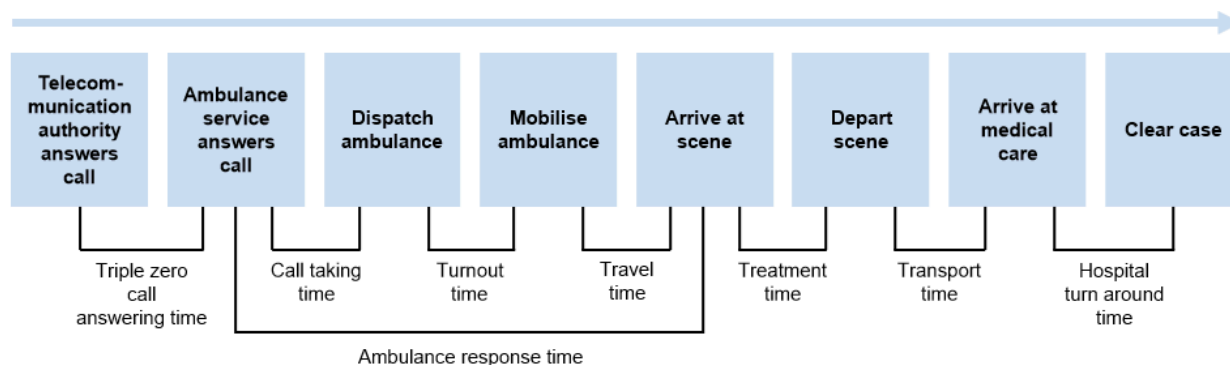 Telecom-
munication
authority
answers
call
Ambulance
service
answers
call
Dispatch
ambulance
Mobilise
ambulance
Arrive at
scene
Depart
scene
Arrive at
medical
care
Clear case
Triple zero
call
answering time
Call taking
time
Turnout
time
Travel
time
Treatment
time
Transport
time
Hospital
turn around
time
Ambulance response time